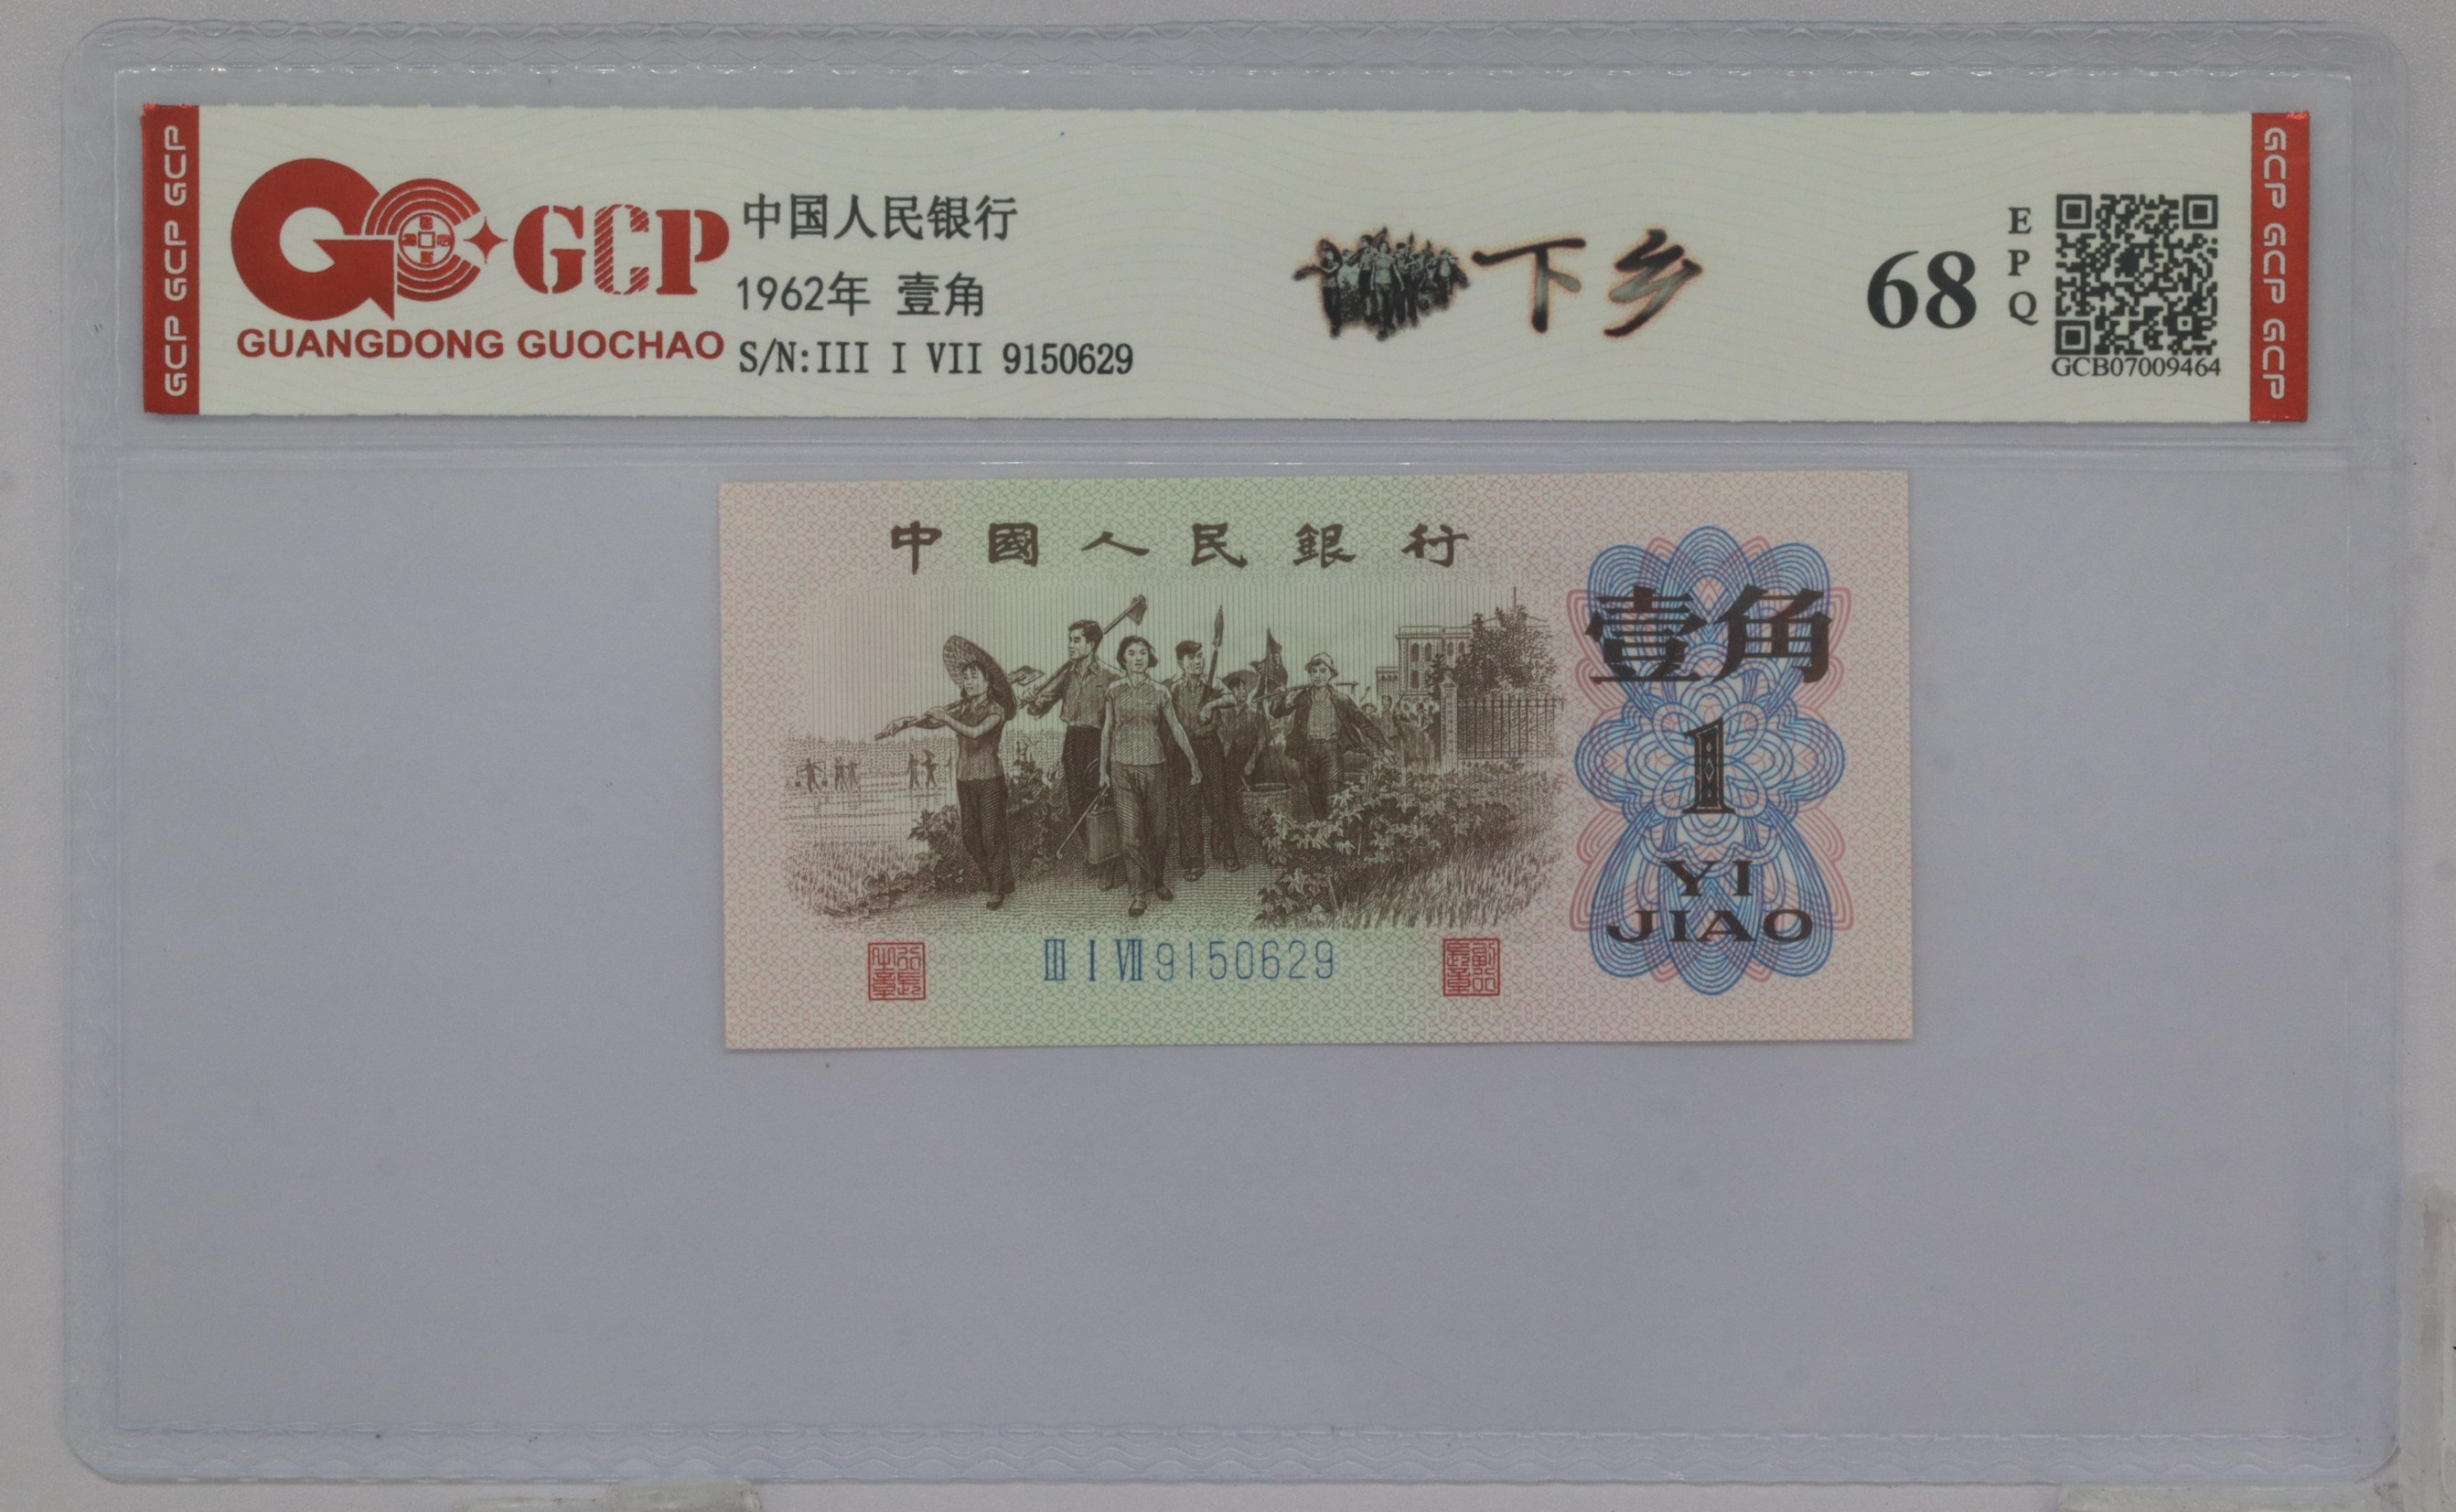 GCP GCP GCP
GCP
GUANGDONG GUOCHAO
中国人民银行
1962年 壹角
S/N:III I VII 9150629
下乡
68
E
P
Q
GCB07009464
GCP GCP GCP
中國人民銀行
壹角
1
YI
JIAO
III I VII 9150629